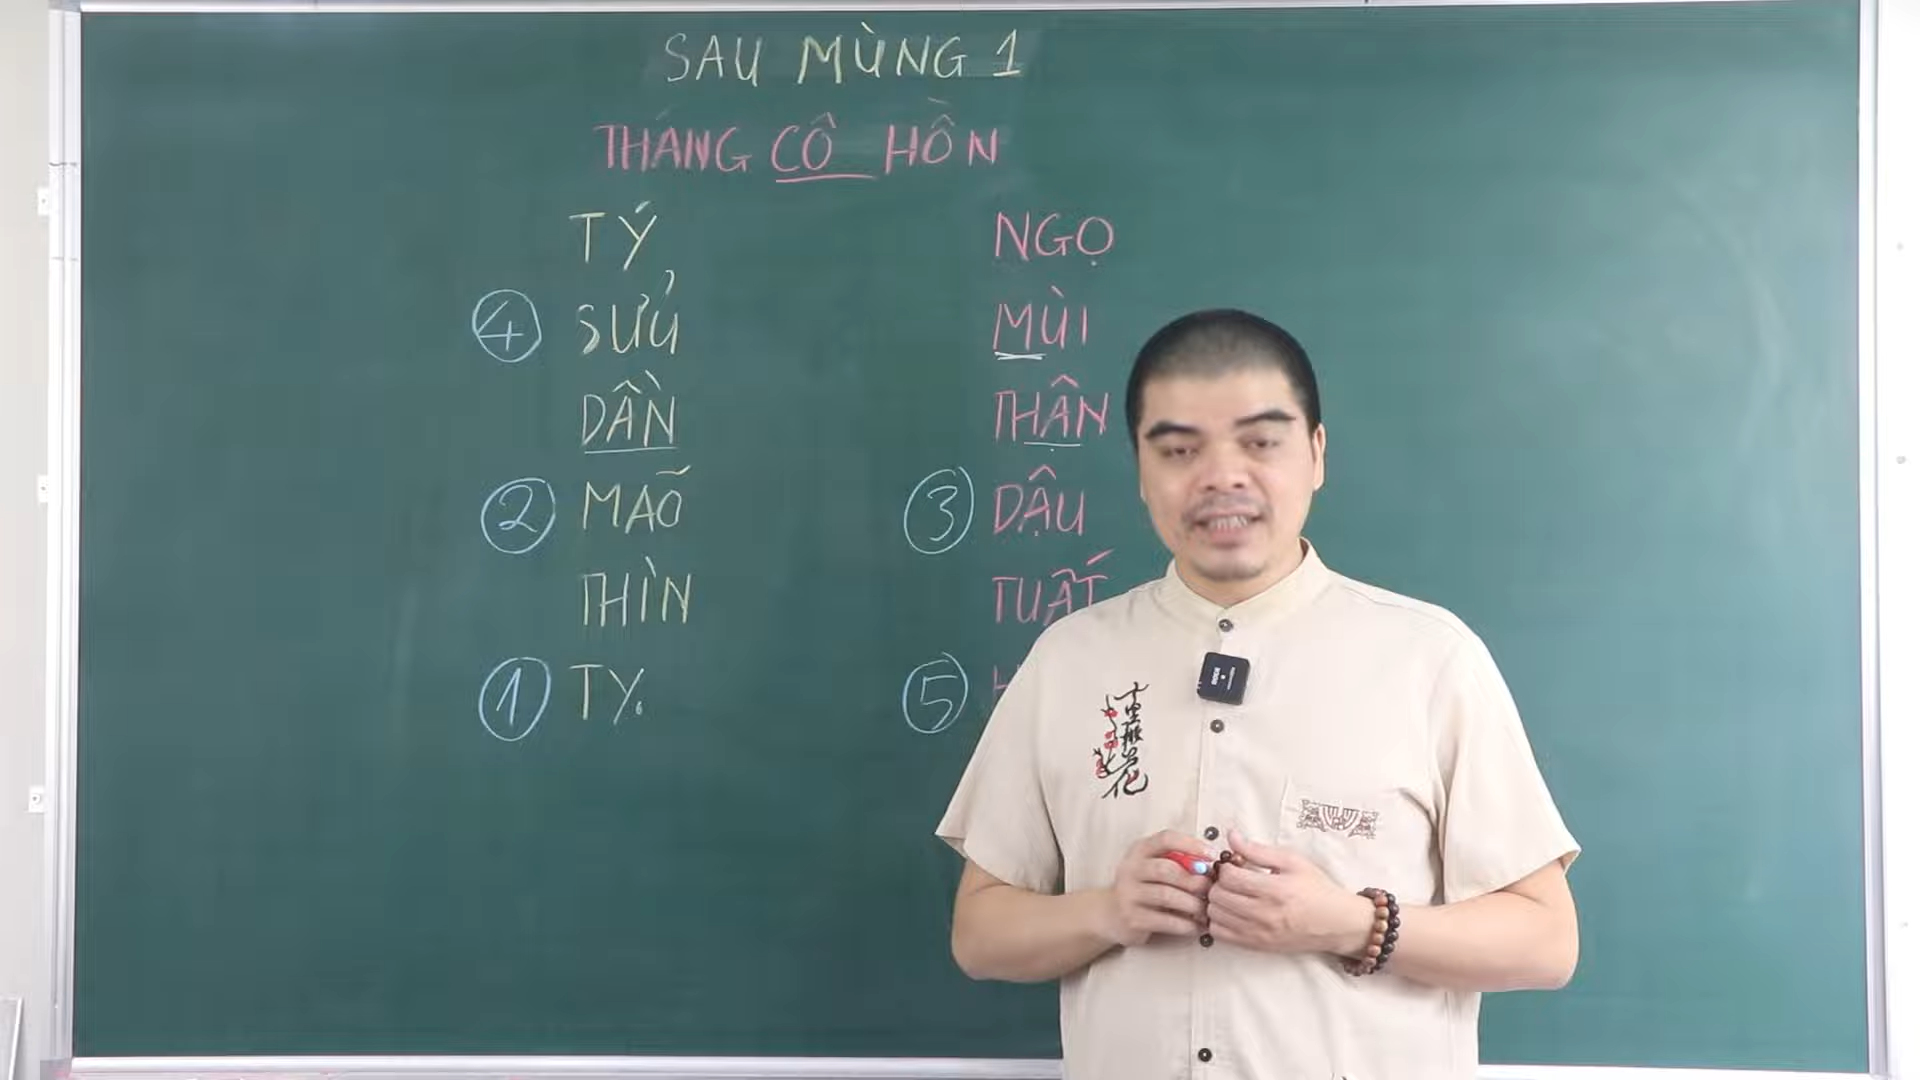 SAU MÙNG 1
THÁNG CÔ HỒN
TÝ
④ SỬU
DẦN
② MÃO
THÌN
① TỴ
NGỌ
MÙI
THÂN
③ DẬU
TUẤT
⑤ H